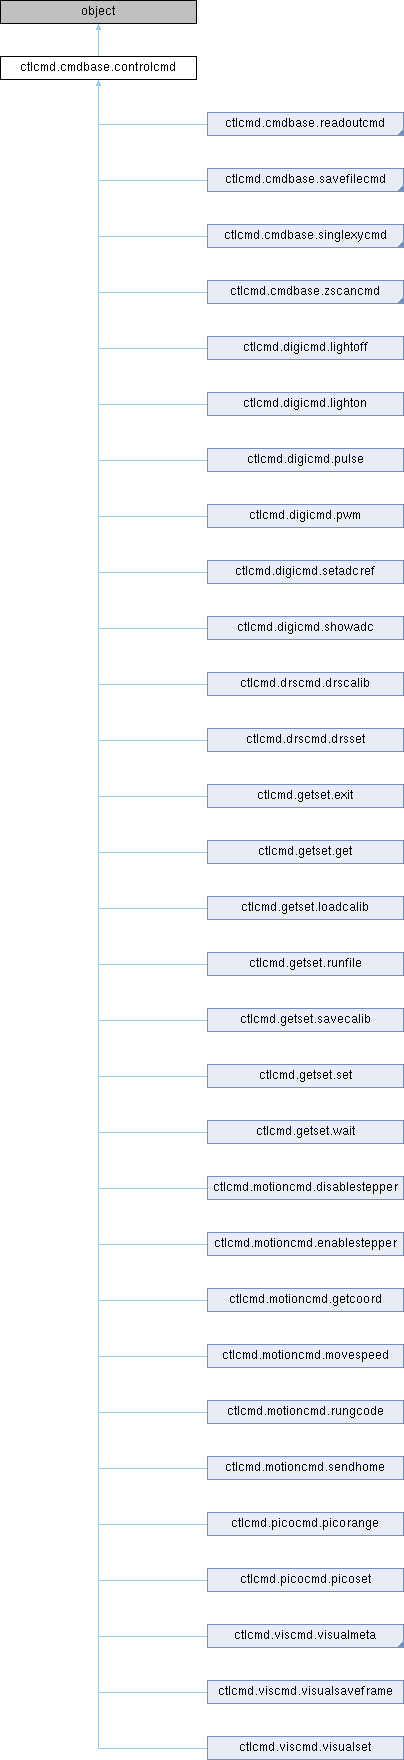 object
ctlcmd.cmdbase.controlcmd
ctlcmd.cmdbase.readoutcmd
ctlcmd.cmdbase.savefilecmd
ctlcmd.cmdbase.singlexycmd
ctlcmd.cmdbase.zscancmd
ctlcmd.digicmd.lightoff
ctlcmd.digicmd.lighton
ctlcmd.digicmd.pulse
ctlcmd.digicmd.pwm
ctlcmd.digicmd.setadcref
ctlcmd.digicmd.showadc
ctlcmd.drscmd.drscalib
ctlcmd.drscmd.drsset
ctlcmd.getset.exit
ctlcmd.getset.get
ctlcmd.getset.loadcalib
ctlcmd.getset.runfile
ctlcmd.getset.savecalib
ctlcmd.getset.set
ctlcmd.getset.wait
ctlcmd.motioncmd.disablestepper
ctlcmd.motioncmd.enablestepper
ctlcmd.motioncmd.getcoord
ctlcmd.motioncmd.movespeed
ctlcmd.motioncmd.rungcode
ctlcmd.motioncmd.sendhome
ctlcmd.picocmd.picorange
ctlcmd.picocmd.picoset
ctlcmd.viscmd.visualmeta
ctlcmd.viscmd.visualsaveframe
ctlcmd.viscmd.visualset